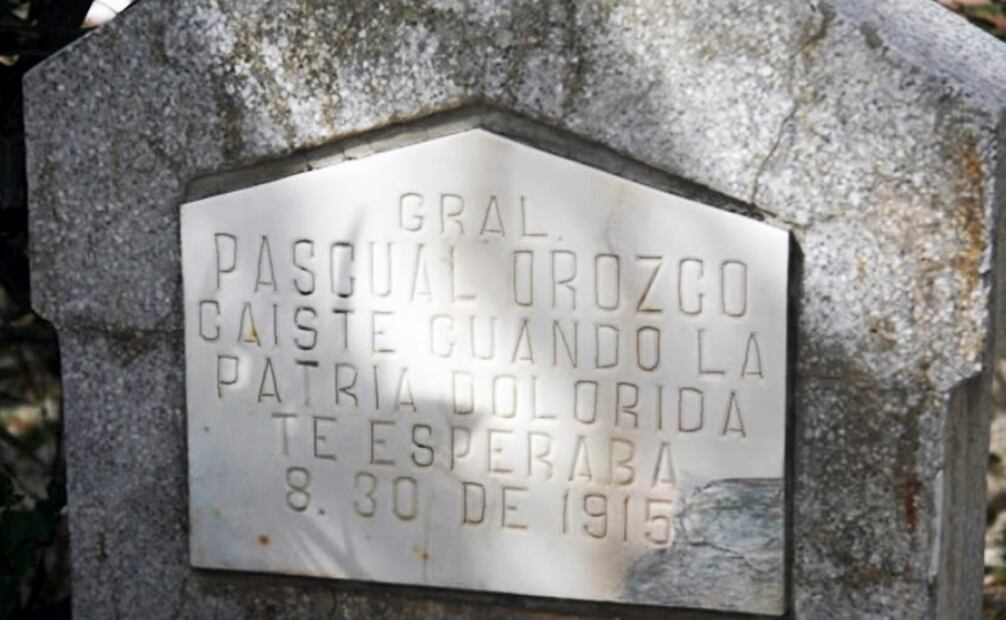 GRAL.
PASCUAL OROZCO
CAISTE CUANDO LA
PATRIA DOLORIDA
TE ESPERABA
8. 30 DE 1915